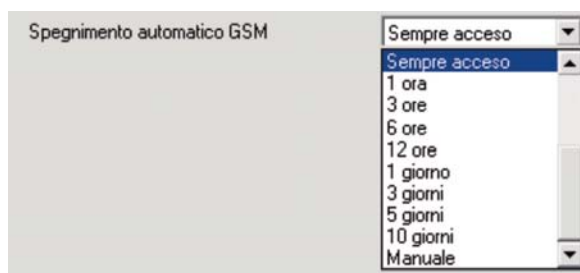 Spegnimento automatico GSM
Sempre acceso
Sempre acceso
1 ora
3 ore
6 ore
12 ore
1 giorno
3 giorni
5 giorni
10 giorni
Manuale